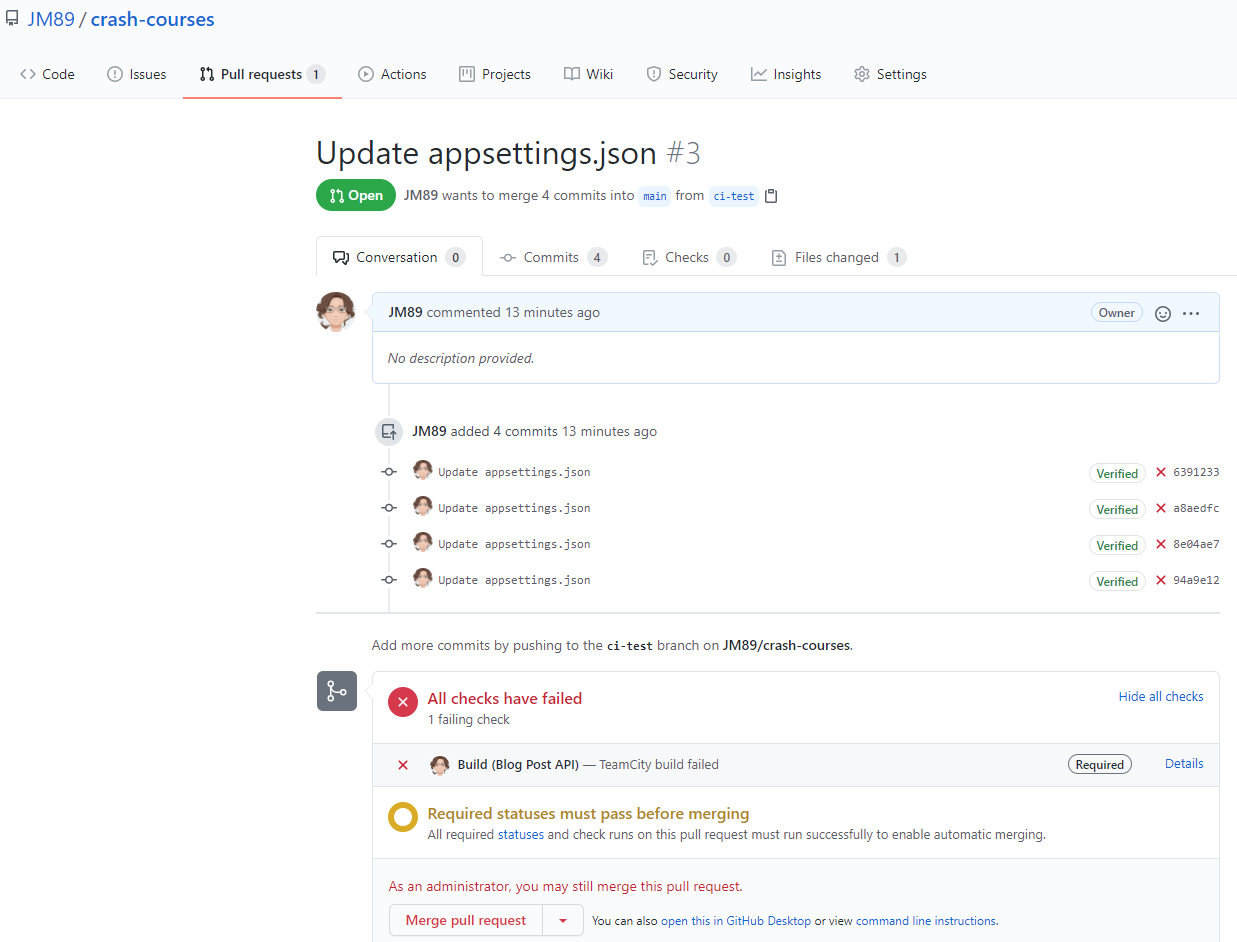 JM89 / crash-courses
Code Issues Pull requests 1 Actions Projects Wiki Security Insights Settings
Update appsettings.json #3
Open JM89 wants to merge 4 commits into main from ci-test
Conversation 0 Commits 4 Checks 0 Files changed 1
JM89 commented 13 minutes ago Owner
No description provided.
JM89 added 4 commits 13 minutes ago
Update appsettings.json Verified 6391233
Update appsettings.json Verified a8aedfc
Update appsettings.json Verified 8e04ae7
Update appsettings.json Verified 94a9e12
Add more commits by pushing to the ci-test branch on JM89/crash-courses.
All checks have failed Hide all checks
1 failing check
Build (Blog Post API) — TeamCity build failed Required Details
Required statuses must pass before merging
All required statuses and check runs on this pull request must run successfully to enable automatic merging.
As an administrator, you may still merge this pull request.
Merge pull request You can also open this in GitHub Desktop or view command line instructions.